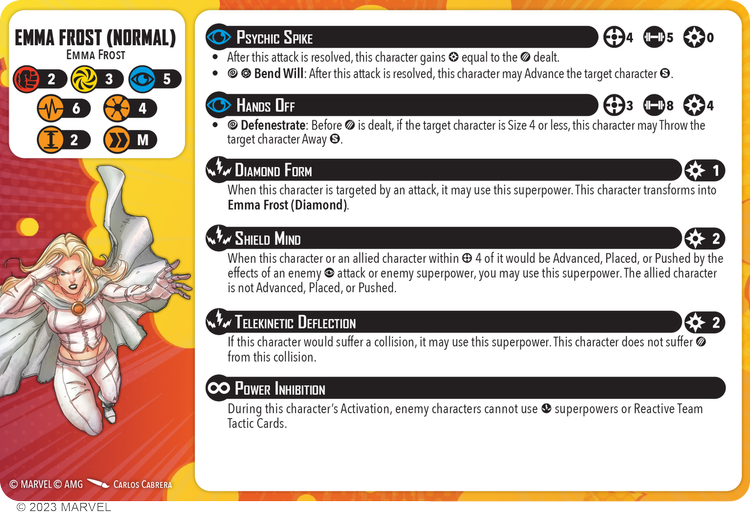 EMMA FROST (NORMAL)
EMMA FROST
2 3 5
6 4
2 M
PSYCHIC SPIKE 4 5 0
• After this attack is resolved, this character gains equal to the dealt.
• Bend Will: After this attack is resolved, this character may Advance the target character S.
HANDS OFF 3 8 4
• Defenestrate: Before is dealt, if the target character is Size 4 or less, this character may Throw the
target character Away S.
DIAMOND FORM 1
When this character is targeted by an attack, it may use this superpower. This character transforms into
Emma Frost (Diamond).
SHIELD MIND 2
When this character or an allied character within 4 of it would be Advanced, Placed, or Pushed by the
effects of an enemy attack or enemy superpower, you may use this superpower. The allied character
is not Advanced, Placed, or Pushed.
TELEKINETIC DEFLECTION 2
If this character would suffer a collision, it may use this superpower. This character does not suffer
from this collision.
POWER INHIBITION
During this character's Activation, enemy characters cannot use superpowers or Reactive Team
Tactic Cards.
© MARVEL © AMG CARLOS CABRERA
© 2023 MARVEL